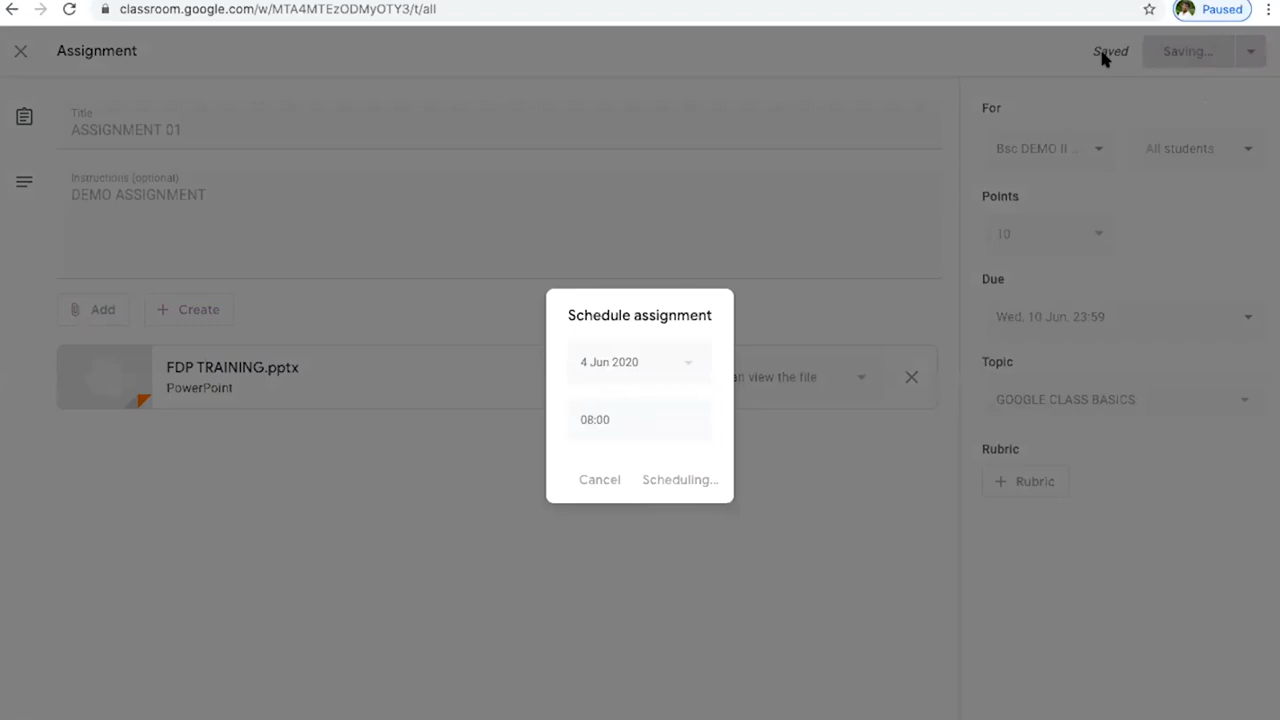 classroom.google.com/w/MTA4MTEzODMyOTY3/t/all
Paused
Assignment
Saved
Saving...
Title
ASSIGNMENT 01
Instructions (optional)
DEMO ASSIGNMENT
Add
Create
FDP TRAINING.pptx
PowerPoint
an view the file
Schedule assignment
4 Jun 2020
08:00
Cancel
Scheduling...
For
Bsc DEMO II ...
All students
Points
10
Due
Wed, 10 Jun, 23:59
Topic
GOOGLE CLASS BASICS
Rubric
Rubric